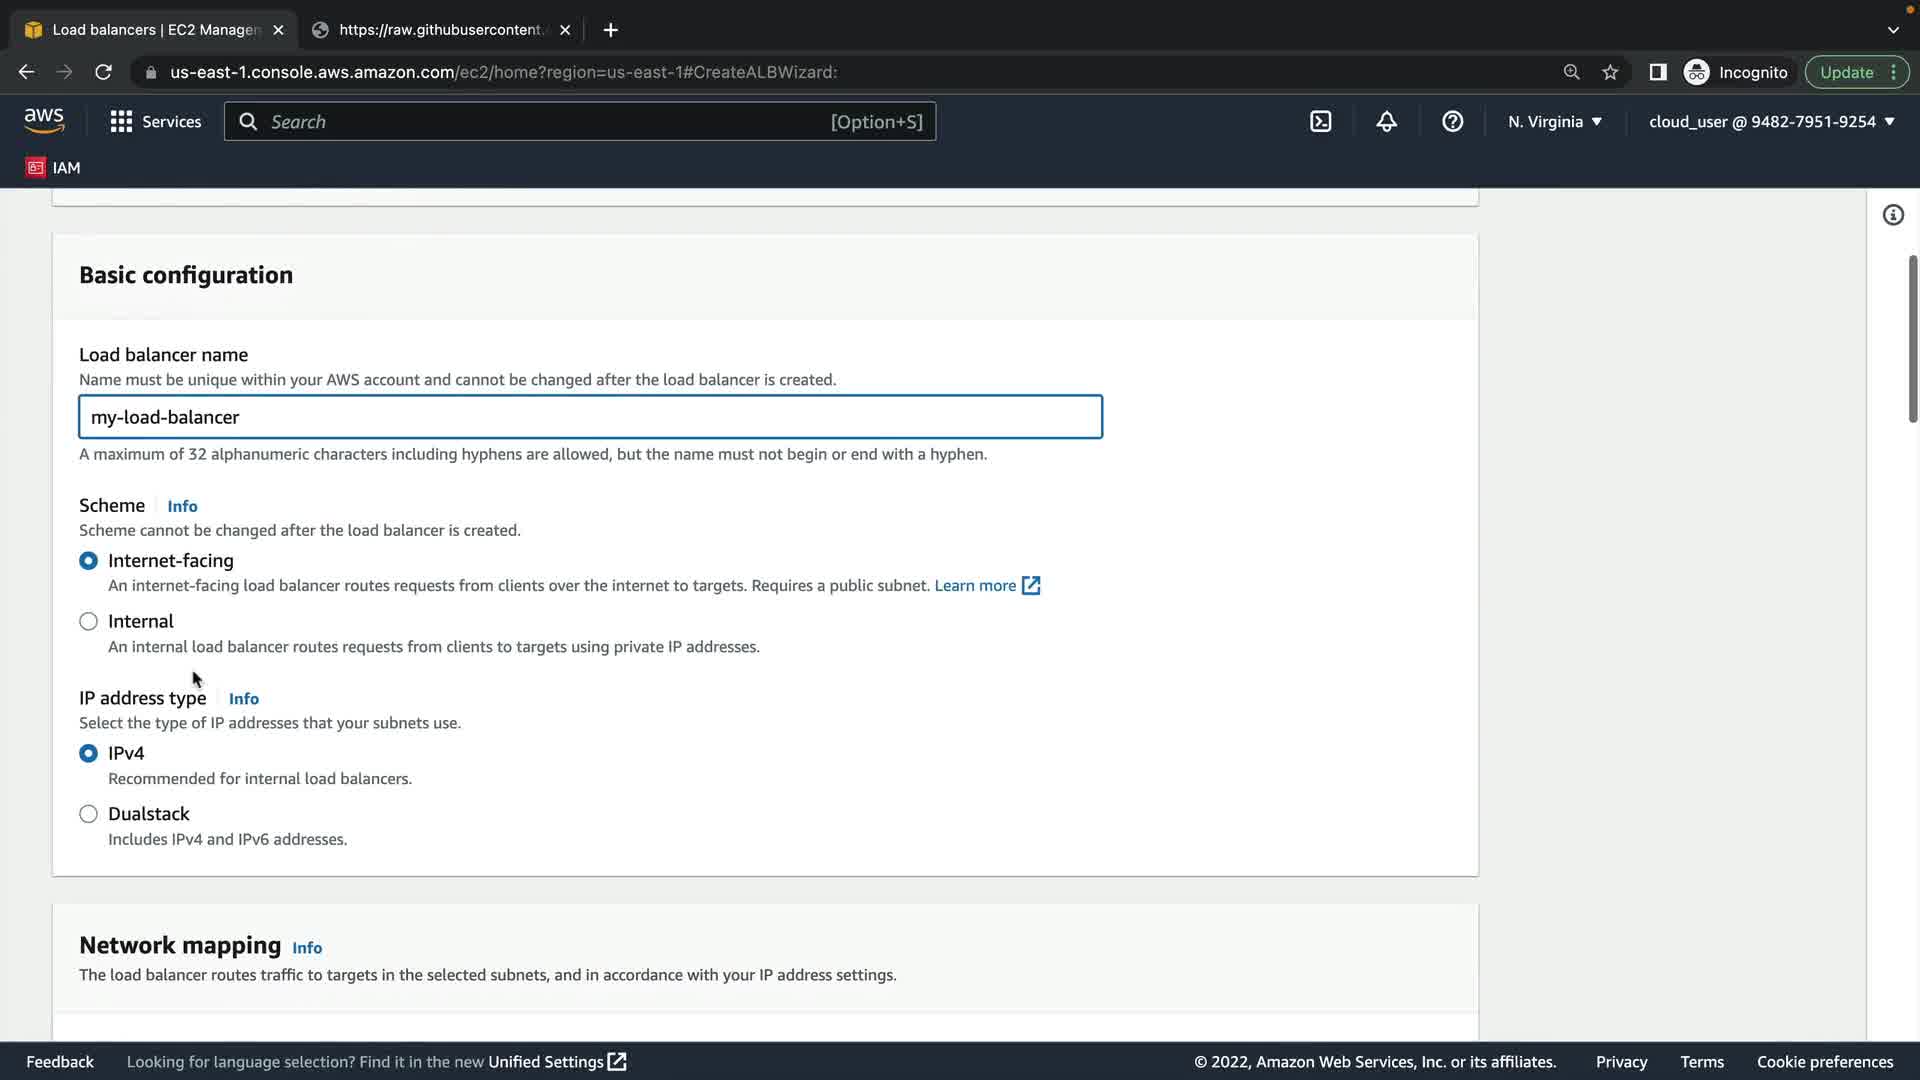 Load balancers | EC2 Managen
https://raw.githubusercontent.
us-east-1.console.aws.amazon.com/ec2/home?region=us-east-1#CreateALBWizard:
Incognito
Update
aws
Services
Search
[Option+S]
N. Virginia
cloud_user @ 9482-7951-9254
IAM
Basic configuration
Load balancer name
Name must be unique within your AWS account and cannot be changed after the load balancer is created.
my-load-balancer
A maximum of 32 alphanumeric characters including hyphens are allowed, but the name must not begin or end with a hyphen.
Scheme Info
Scheme cannot be changed after the load balancer is created.
Internet-facing
An internet-facing load balancer routes requests from clients over the internet to targets. Requires a public subnet. Learn more
Internal
An internal load balancer routes requests from clients to targets using private IP addresses.
IP address type Info
Select the type of IP addresses that your subnets use.
IPv4
Recommended for internal load balancers.
Dualstack
Includes IPv4 and IPv6 addresses.
Network mapping Info
The load balancer routes traffic to targets in the selected subnets, and in accordance with your IP address settings.
Feedback
Looking for language selection? Find it in the new Unified Settings
© 2022, Amazon Web Services, Inc. or its affiliates.
Privacy
Terms
Cookie preferences